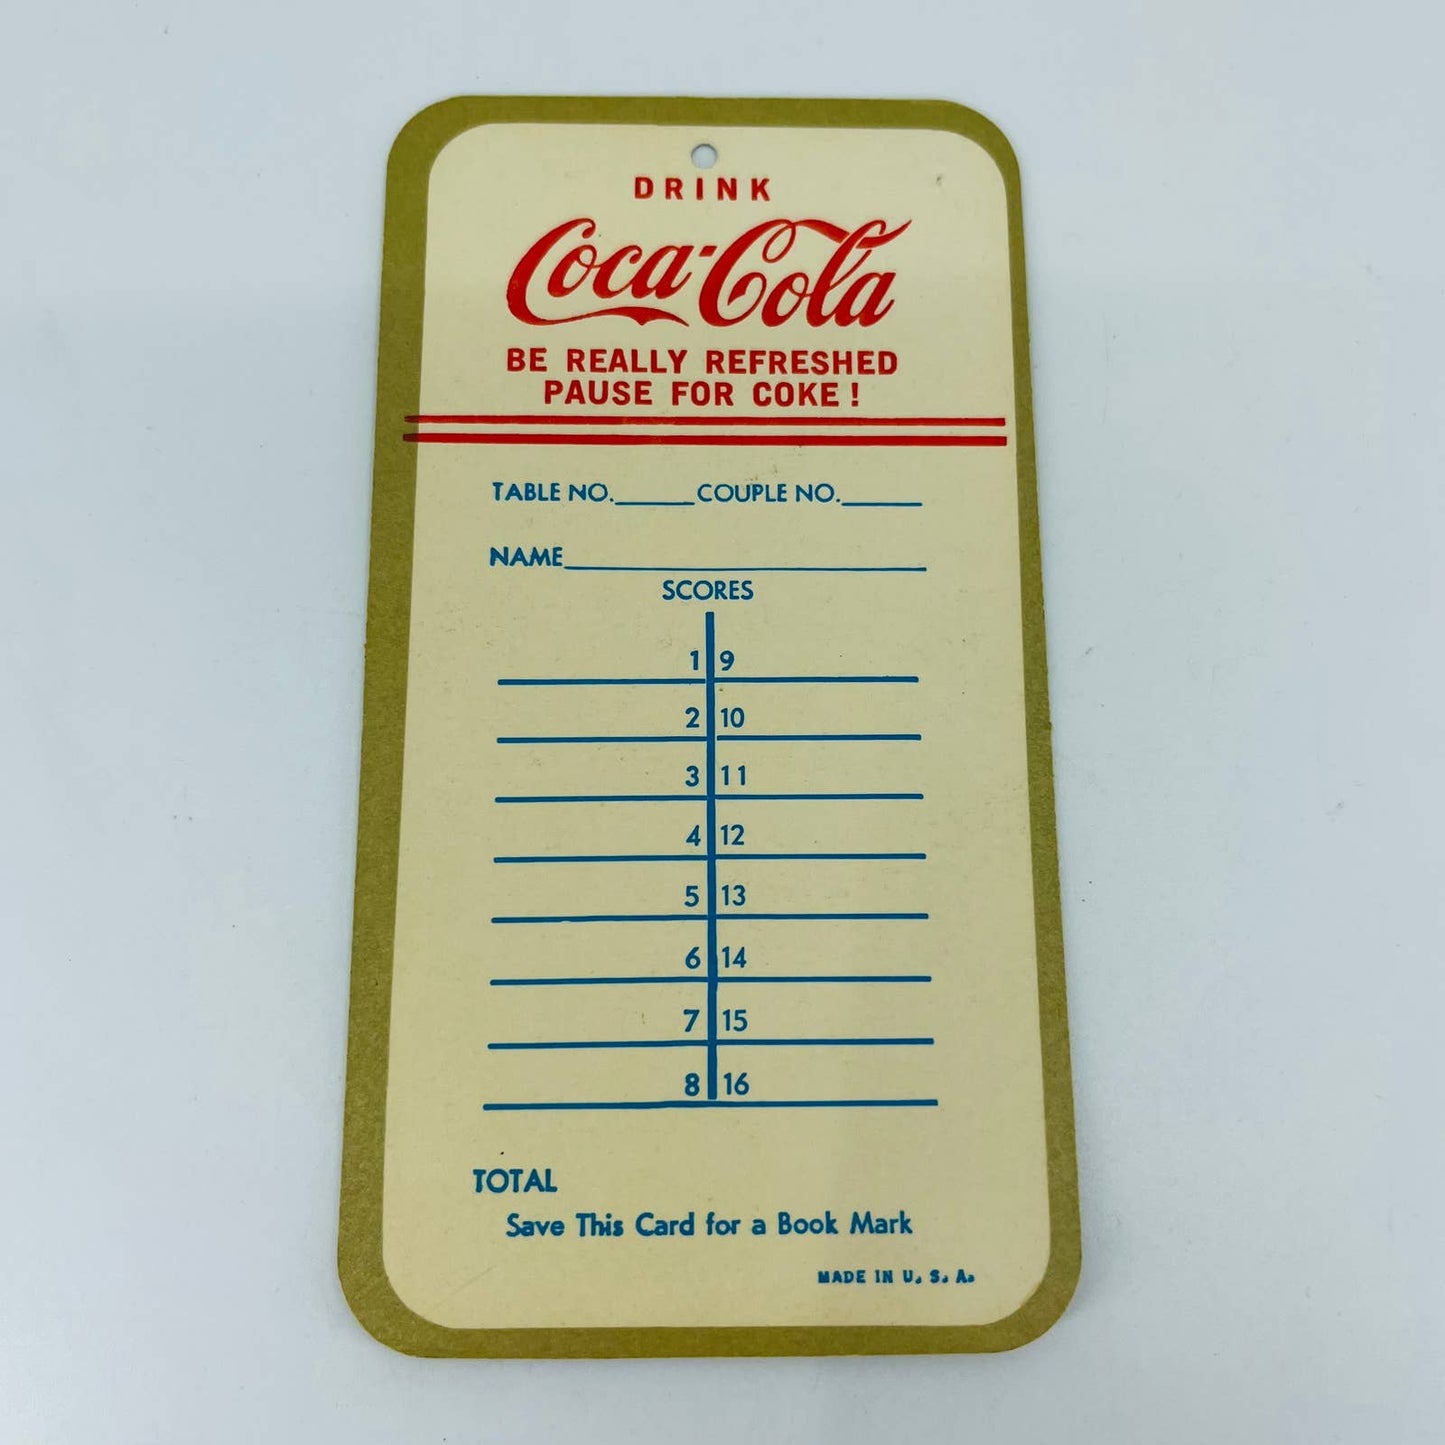 DRINK
Coca-Cola
BE REALLY REFRESHED
PAUSE FOR COKE!
TABLE NO.______COUPLE NO.______
NAME____________________________
SCORES
1 9
2 10
3 11
4 12
5 13
6 14
7 15
8 16
TOTAL
Save This Card for a Book Mark
MADE IN U. S. A.